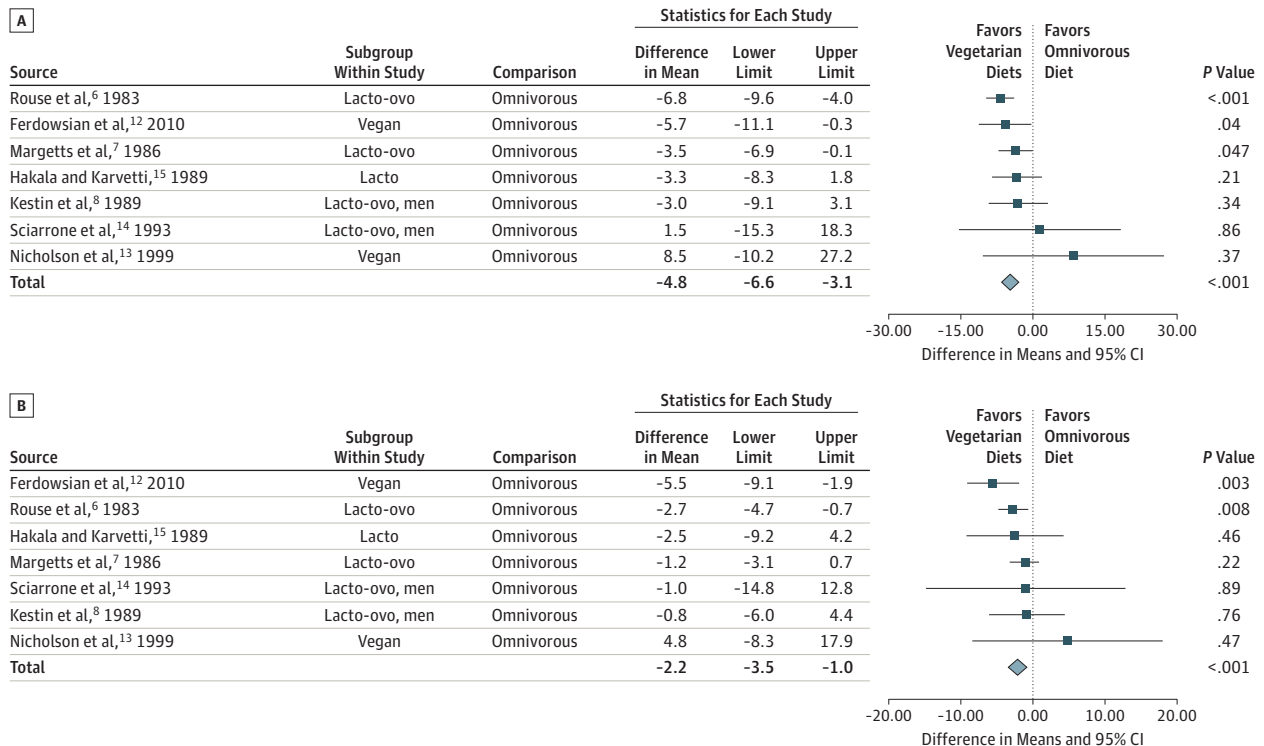 A
Statistics for Each Study
Favors Vegetarian Diets Favors Omnivorous Diet
Source Subgroup Within Study Comparison Difference in Mean Lower Limit Upper Limit P Value
Rouse et al,6 1983 Lacto-ovo Omnivorous −6.8 −9.6 −4.0 <.001
Ferdowsian et al,12 2010 Vegan Omnivorous −5.7 −11.1 −0.3 .04
Margetts et al,7 1986 Lacto-ovo Omnivorous −3.5 −6.9 −0.1 .047
Hakala and Karvetti,15 1989 Lacto Omnivorous −3.3 −8.3 1.8 .21
Kestin et al,8 1989 Lacto-ovo, men Omnivorous −3.0 −9.1 3.1 .34
Sciarrone et al,14 1993 Lacto-ovo, men Omnivorous 1.5 −15.3 18.3 .86
Nicholson et al,13 1999 Vegan Omnivorous 8.5 −10.2 27.2 .37
Total −4.8 −6.6 −3.1 <.001
-30.00 -15.00 0.00 15.00 30.00
Difference in Means and 95% CI
B
Statistics for Each Study
Favors Vegetarian Diets Favors Omnivorous Diet
Source Subgroup Within Study Comparison Difference in Mean Lower Limit Upper Limit P Value
Ferdowsian et al,12 2010 Vegan Omnivorous −5.5 −9.1 −1.9 .003
Rouse et al,6 1983 Lacto-ovo Omnivorous −2.7 −4.7 −0.7 .008
Hakala and Karvetti,15 1989 Lacto Omnivorous −2.5 −9.2 4.2 .46
Margetts et al,7 1986 Lacto-ovo Omnivorous −1.2 −3.1 0.7 .22
Sciarrone et al,14 1993 Lacto-ovo, men Omnivorous −1.0 −14.8 12.8 .89
Kestin et al,8 1989 Lacto-ovo, men Omnivorous −0.8 −6.0 4.4 .76
Nicholson et al,13 1999 Vegan Omnivorous 4.8 −8.3 17.9 .47
Total −2.2 −3.5 −1.0 <.001
-20.00 -10.00 0.00 10.00 20.00
Difference in Means and 95% CI